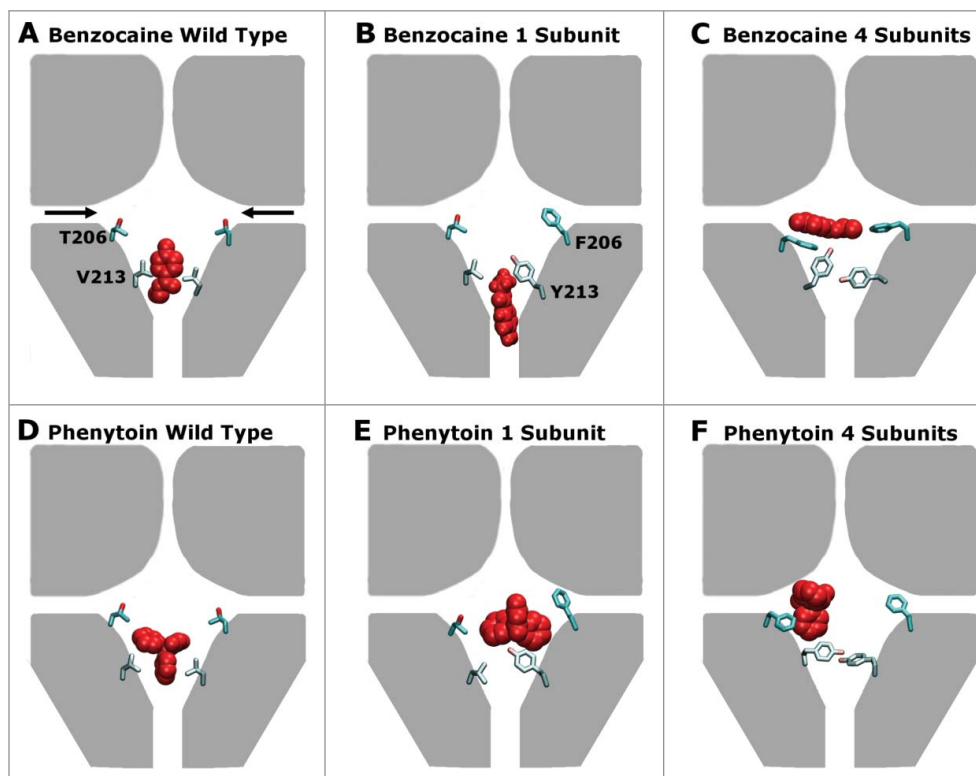 A Benzocaine Wild Type
B Benzocaine 1 Subunit
C Benzocaine 4 Subunits
T206
V213
F206
Y213
D Phenytoin Wild Type
E Phenytoin 1 Subunit
F Phenytoin 4 Subunits